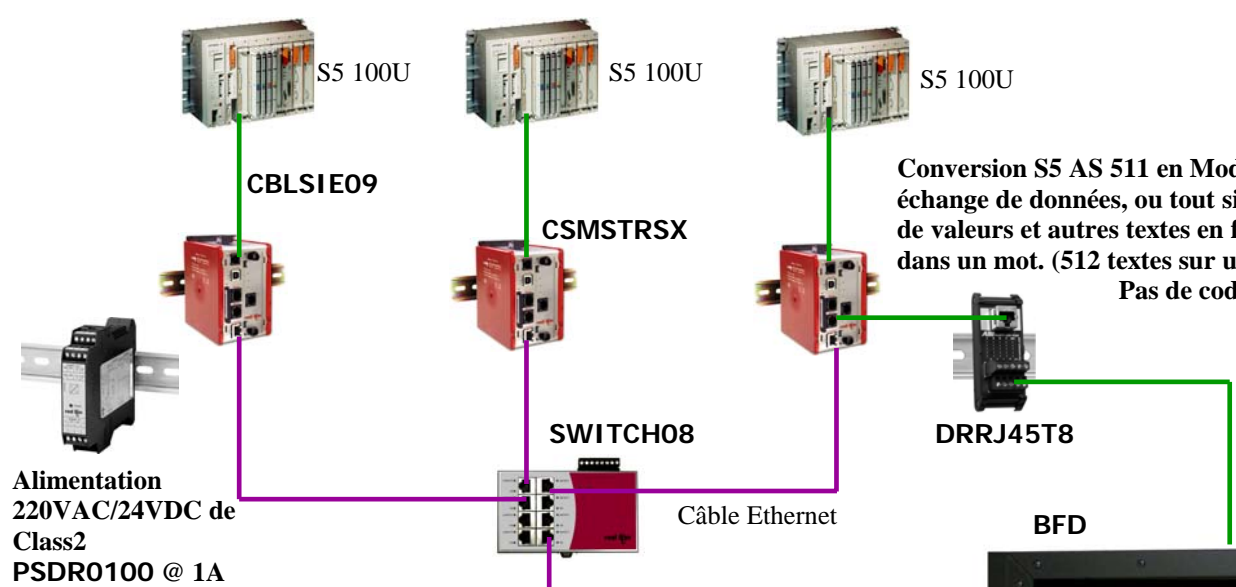 S5 100U
S5 100U
S5 100U
CBLSIE09
CSMSTRSX
Conversion S5 AS 511 en Mod
échange de données, ou tout si
de valeurs et autres textes en f
dans un mot. (512 textes sur u
Pas de cod
SWITCH08
DRRJ45T8
Alimentation
220VAC/24VDC de
Class2
PSDR0100 @ 1A
Câble Ethernet
BFD